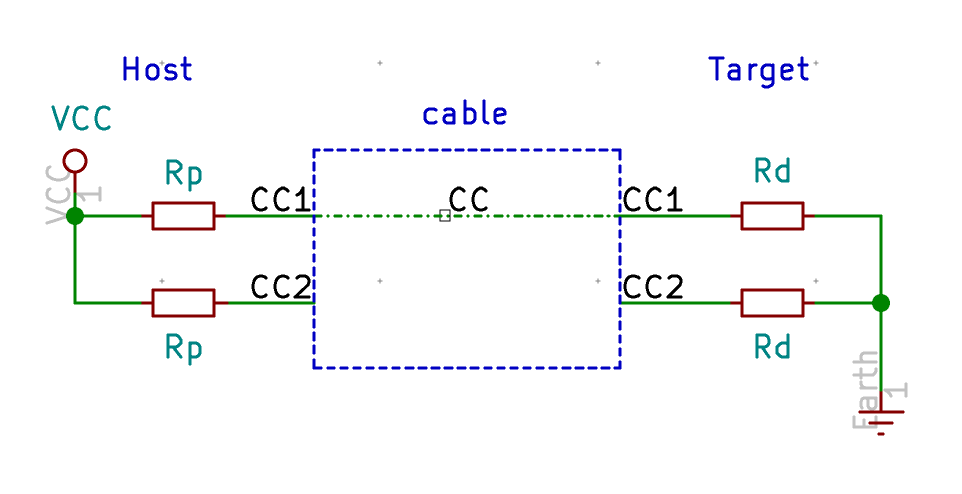 Host
Target
cable
VCC
VCC
1
Rp
Rd
CC1
CC
CC1
CC2
CC2
Rp
Rd
Earth
1